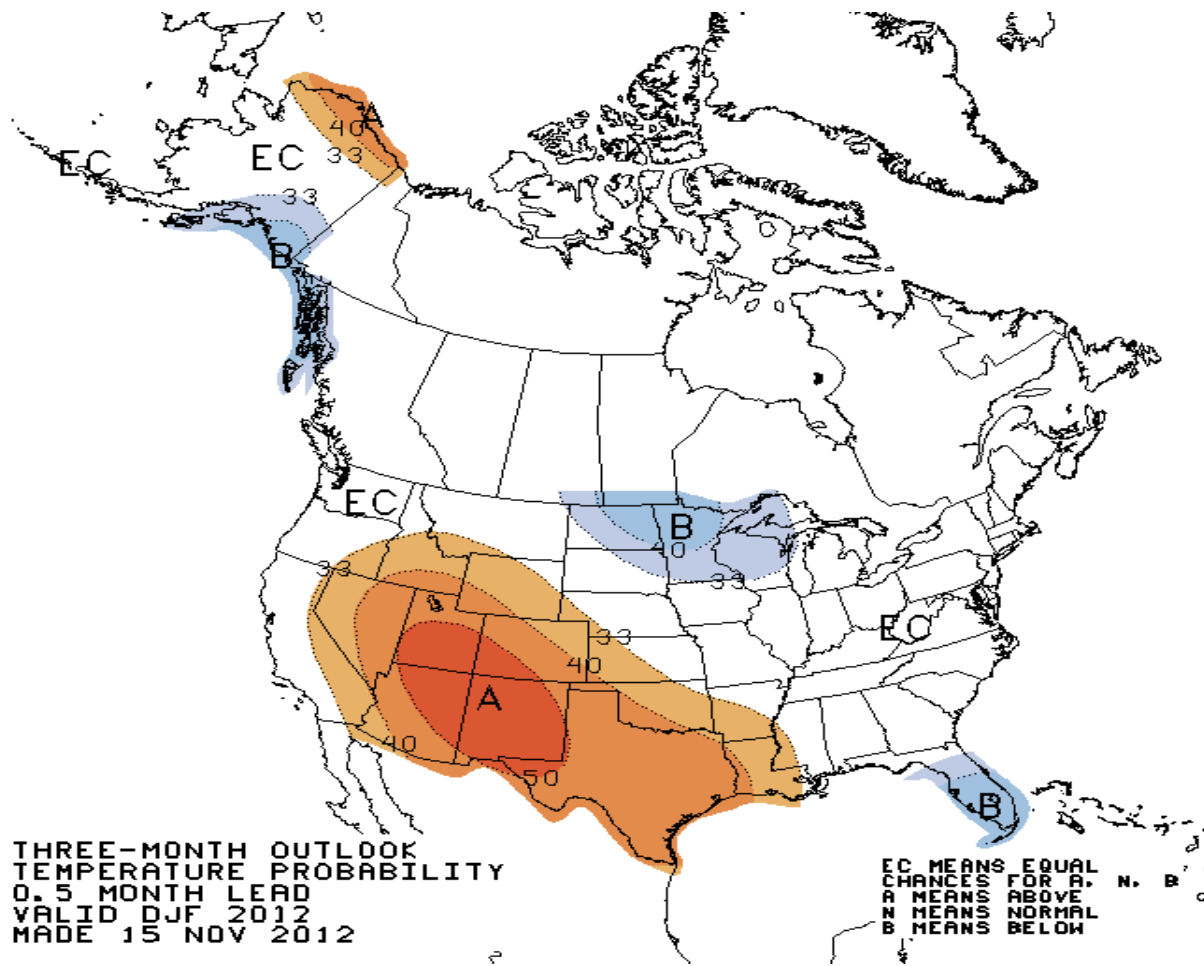 A
40
EC
33
EC
33
B
EC
B
40
33
33
EC
33
40
A
40
50
B
THREE-MONTH OUTLOOK
TEMPERATURE PROBABILITY
0.5 MONTH LEAD
VALID DJF 2012
MADE 15 NOV 2012
EC MEANS EQUAL
CHANCES FOR A, N, B
A MEANS ABOVE
N MEANS NORMAL
B MEANS BELOW